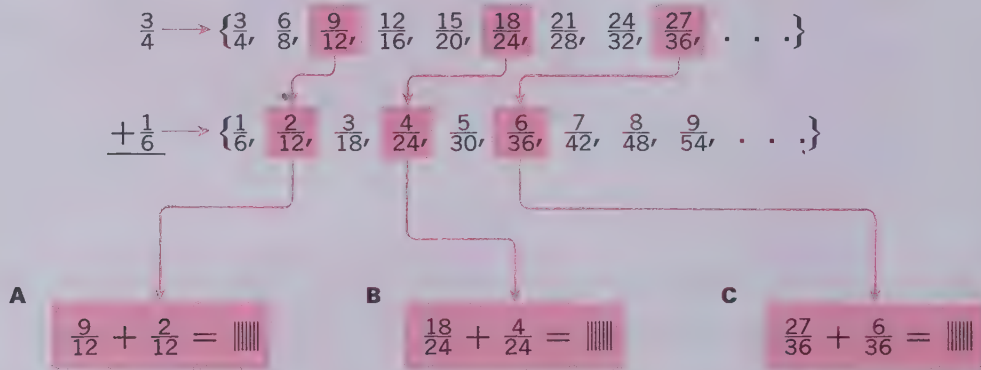 3/4 → {3/4, 6/8, 9/12, 12/16, 15/20, 18/24, 21/28, 24/32, 27/36, . . .}
+ 1/6 → {1/6, 2/12, 3/18, 4/24, 5/30, 6/36, 7/42, 8/48, 9/54, . . .}
A B C
9/12 + 2/12 = 18/24 + 4/24 = 27/36 + 6/36 =